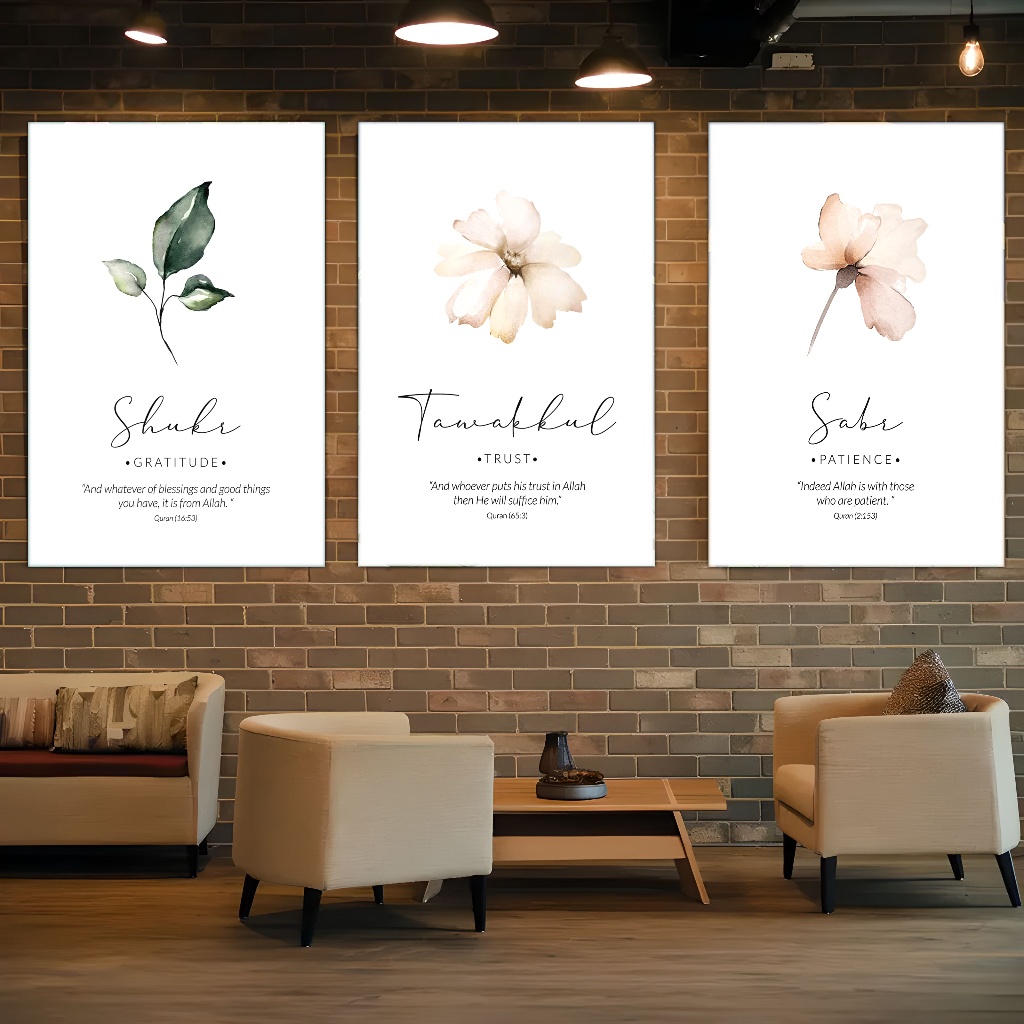 Shukr
•GRATITUDE•
"And whatever of blessings and good things
you have, it is from Allah. "
Quran (16:53)
Tawakkul
•TRUST•
"And whoever puts his trust in Allah
then He will suffice him."
Quran (65:3)
Sabr
•PATIENCE•
"Indeed Allah is with those
who are patient. "
Quran (2:153)